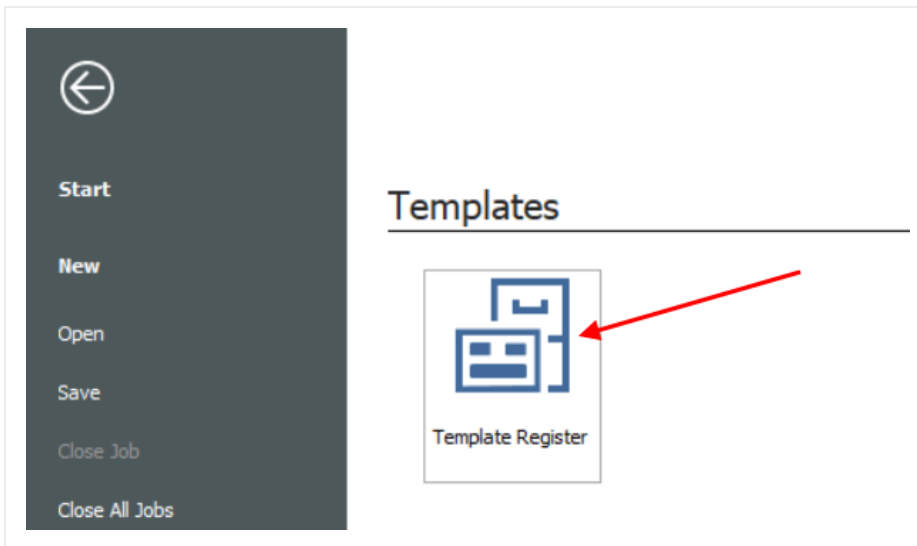 Start
New
Open
Save
Close Job
Close All Jobs
Templates
Template Register